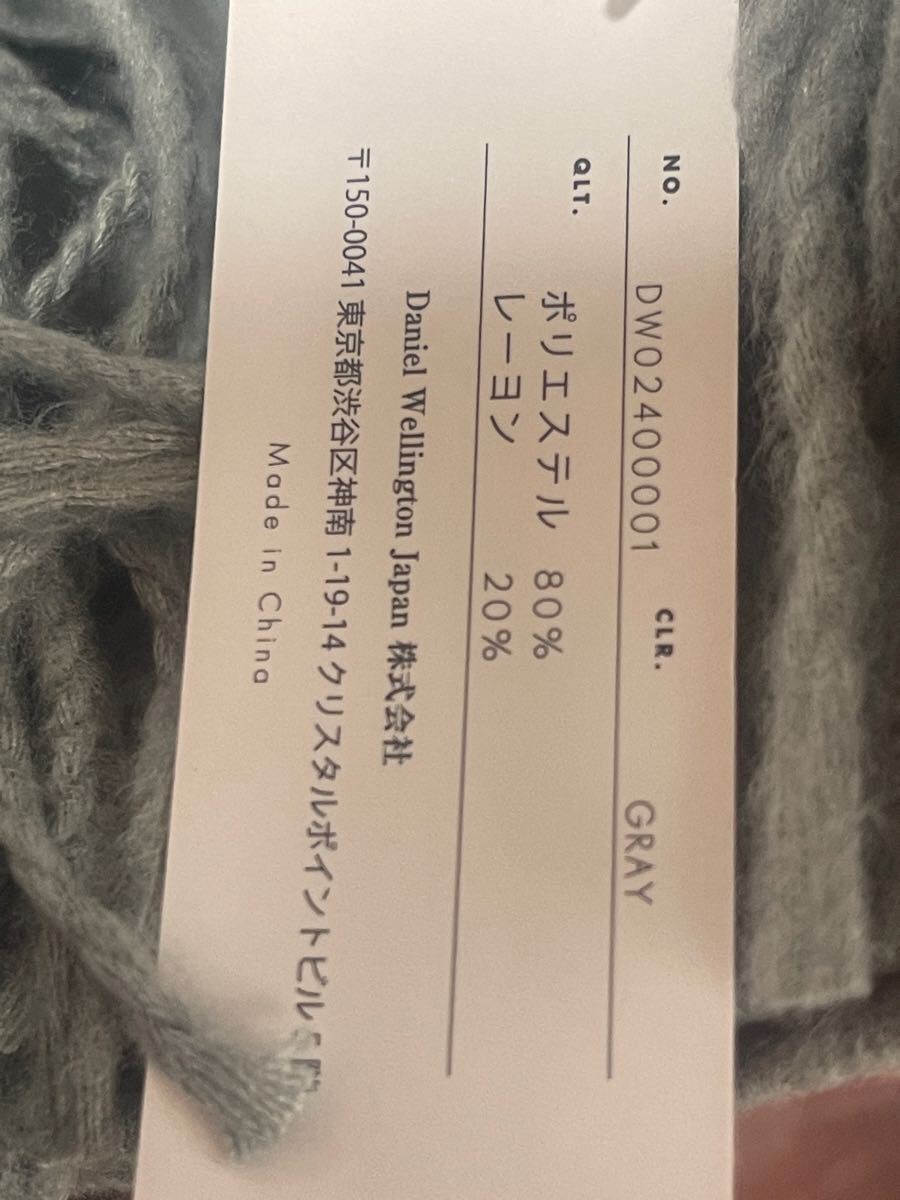 NO. DW02400001 CLR. GRAY
QLT. ポリエステル 80%
レーヨン 20%
Daniel Wellington Japan 株式会社
〒150-0041 東京都渋谷区神南 1-19-14 クリスタルポイントビル
Made in China